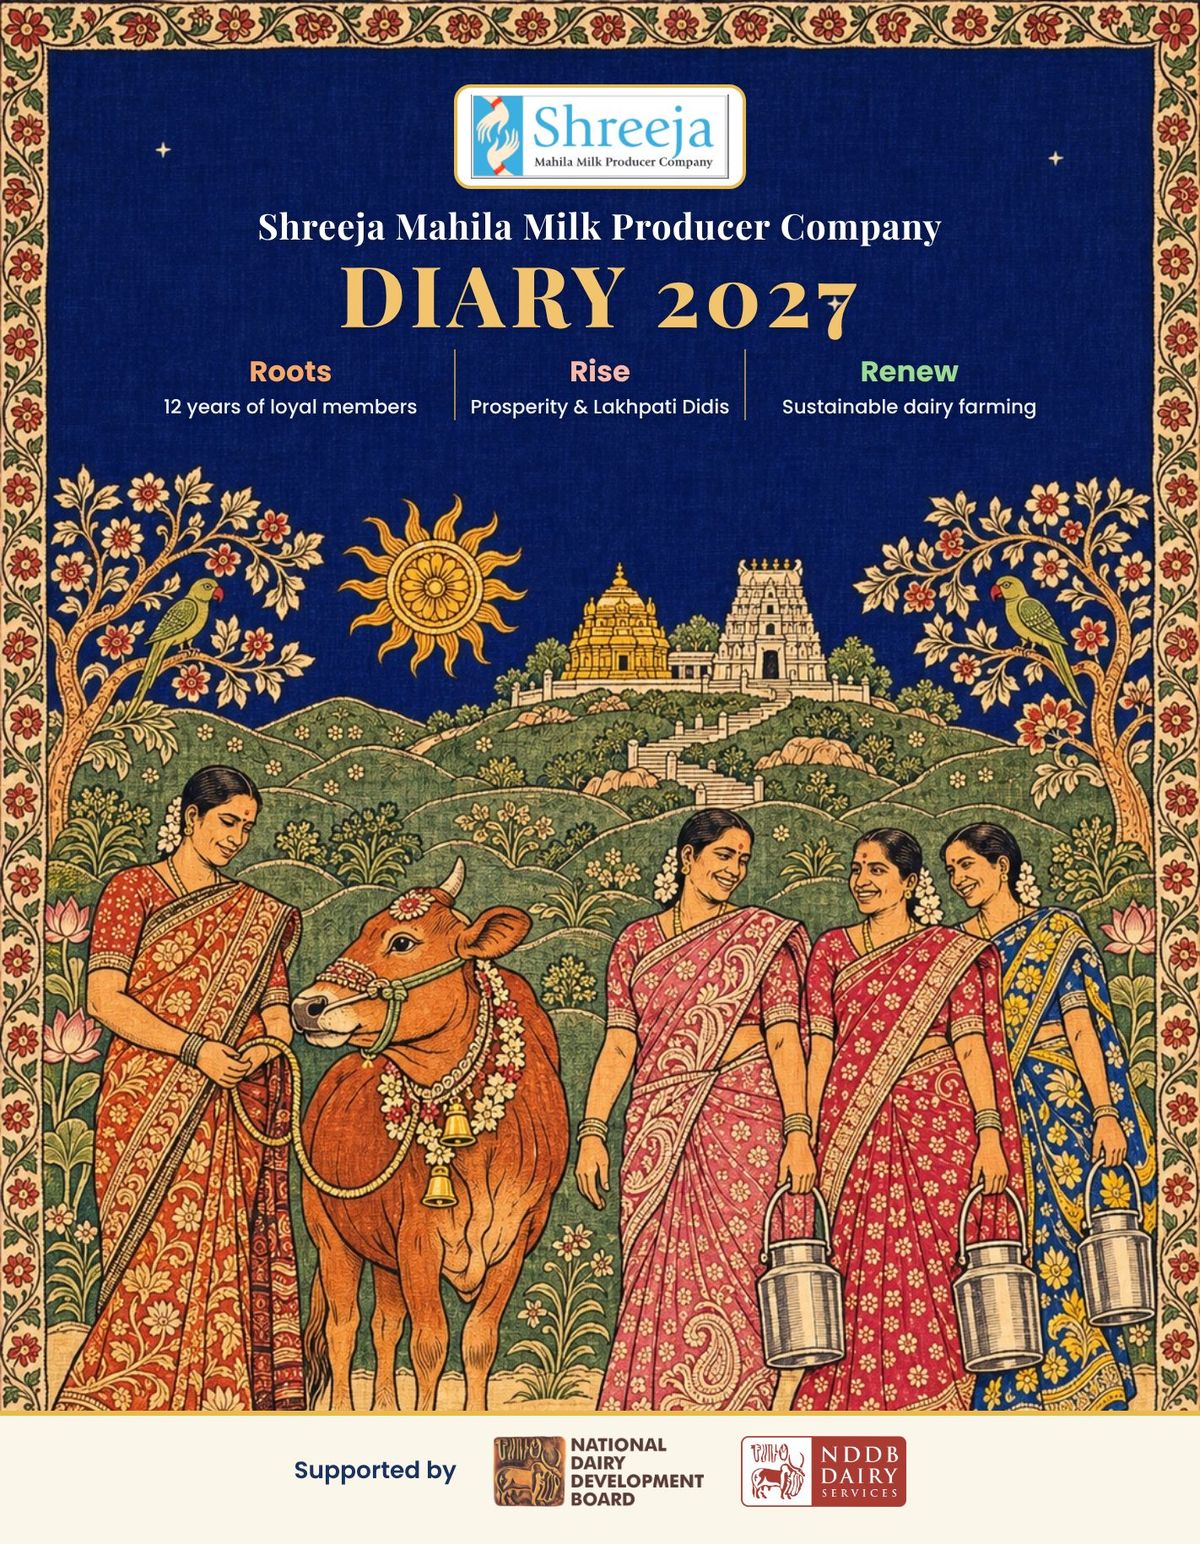 Shreeja
Mahila Milk Producer Company
Shreeja Mahila Milk Producer Company
DIARY 2027
Roots
12 years of loyal members
Rise
Prosperity & Lakhpati Didis
Renew
Sustainable dairy farming
Supported by
NATIONAL
DAIRY
DEVELOPMENT
BOARD
NDDB
DAIRY
SERVICES